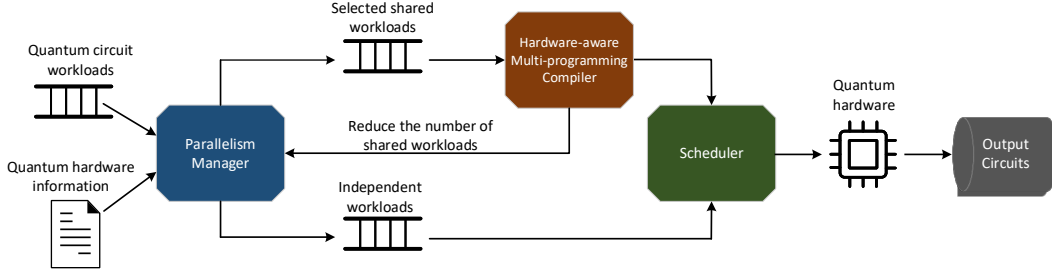 Quantum circuit
workloads
Quantum hardware
information
Parallelism
Manager
Selected shared
workloads
Hardware-aware
Multi-programming
Compiler
Reduce the number of
shared workloads
Independent
workloads
Scheduler
Quantum
hardware
Output
Circuits